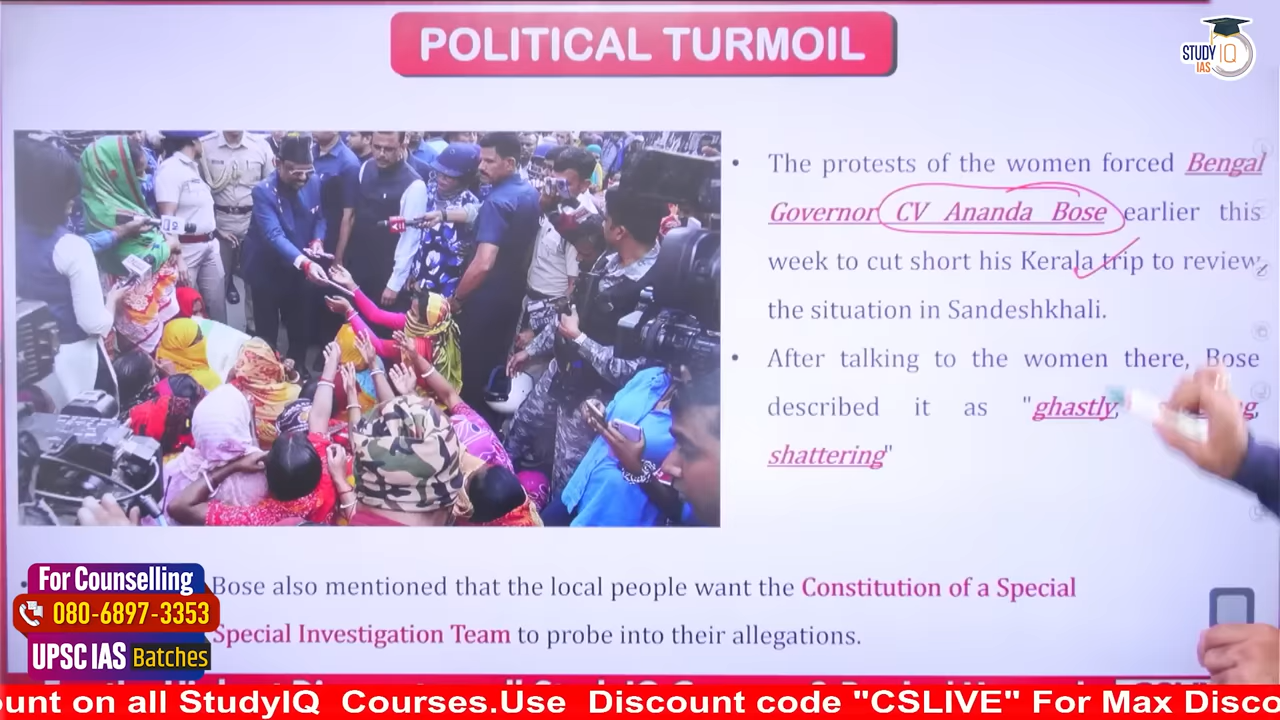 POLITICAL TURMOIL
STUDY IQ
IAS
• The protests of the women forced Bengal
Governor CV Ananda Bose earlier this
week to cut short his Kerala trip to review
the situation in Sandeshkhali.
• After talking to the women there, Bose
described it as "ghastly,
shattering"
Bose also mentioned that the local people want the Constitution of a Special
Special Investigation Team to probe into their allegations.
For Counselling
080-6897-3353
UPSC IAS Batches
ount on all StudyIQ Courses.Use Discount code "CSLIVE" For Max Disco